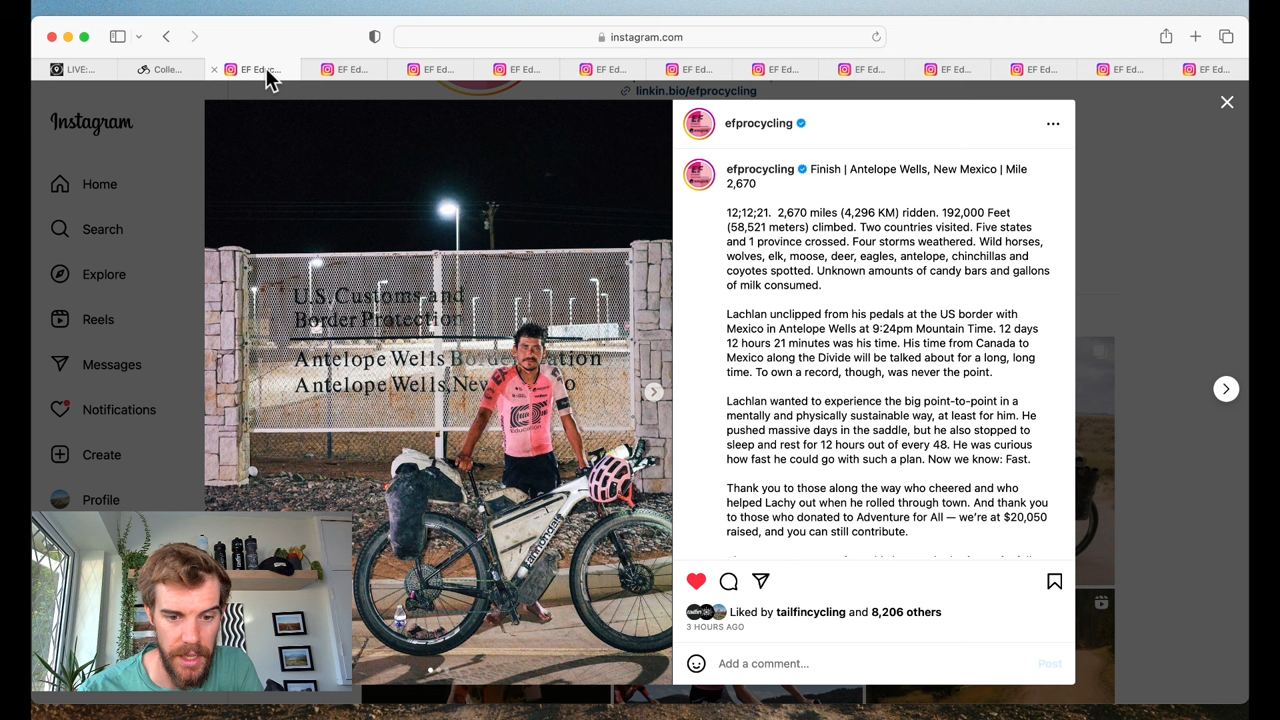 instagram.com
LIVE:...
Colle...
EF Educ...
EF Ed...
EF Ed...
EF Ed...
EF Ed...
EF Ed...
EF Ed...
EF Ed...
EF Ed...
EF Ed...
EF Ed...
EF Ed...
linkin.bio/efprocycling
Instagram
Home
Search
Explore
Reels
Messages
Notifications
Create
Profile
U.S. Customs and
Border Protection
Antelope Wells Border Station
Antelope Wells, New Mexico
EF
Education
cannondale
efprocycling
efprocycling Finish | Antelope Wells, New Mexico | Mile
2,670
12;12;21. 2,670 miles (4,296 KM) ridden. 192,000 Feet
(58,521 meters) climbed. Two countries visited. Five states
and 1 province crossed. Four storms weathered. Wild horses,
wolves, elk, moose, deer, eagles, antelope, chinchillas and
coyotes spotted. Unknown amounts of candy bars and gallons
of milk consumed.
Lachlan unclipped from his pedals at the US border with
Mexico in Antelope Wells at 9:24pm Mountain Time. 12 days
12 hours 21 minutes was his time. His time from Canada to
Mexico along the Divide will be talked about for a long, long
time. To own a record, though, was never the point.
Lachlan wanted to experience the big point-to-point in a
mentally and physically sustainable way, at least for him. He
pushed massive days in the saddle, but he also stopped to
sleep and rest for 12 hours out of every 48. He was curious
how fast he could go with such a plan. Now we know: Fast.
Thank you to those along the way who cheered and who
helped Lachy out when he rolled through town. And thank you
to those who donated to Adventure for All — we're at $20,050
raised, and you can still contribute.
Liked by tailfincycling and 8,206 others
3 HOURS AGO
Add a comment...
Post